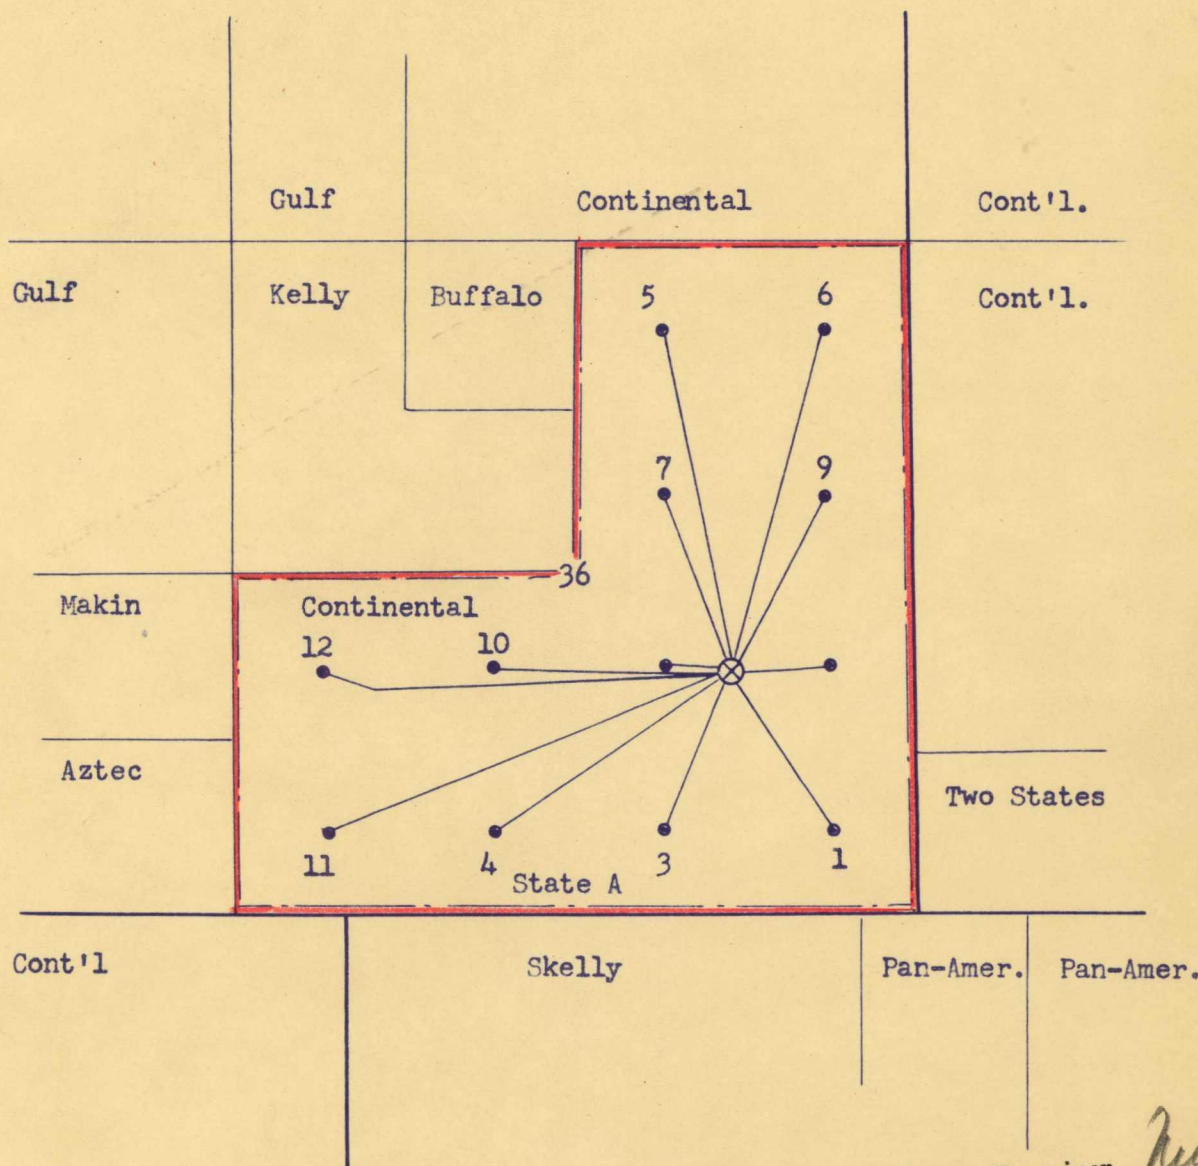 Gulf Continental Cont'l.
Gulf Kelly Buffalo 5 6 Cont'l.
7 9
36
Makin Continental
12 10
Aztec
Two States
11 4 3 1
State A
Cont'l Skelly Pan-Amer. Pan-Amer.